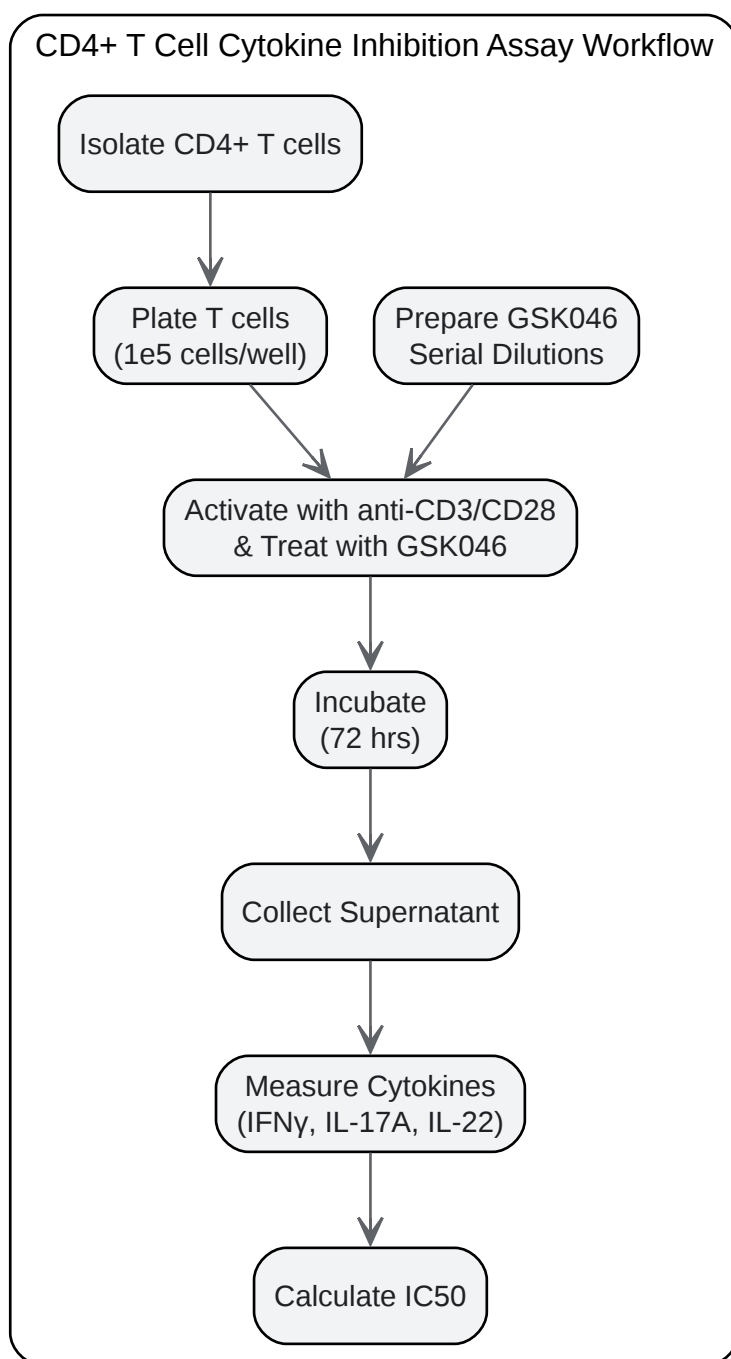 CD4+ T Cell Cytokine Inhibition Assay Workflow
Isolate CD4+ T cells
Plate T cells
(1e5 cells/well)
Prepare GSK046
Serial Dilutions
Activate with anti-CD3/CD28
& Treat with GSK046
Incubate
(72 hrs)
Collect Supernatant
Measure Cytokines
(IFNγ, IL-17A, IL-22)
Calculate IC50